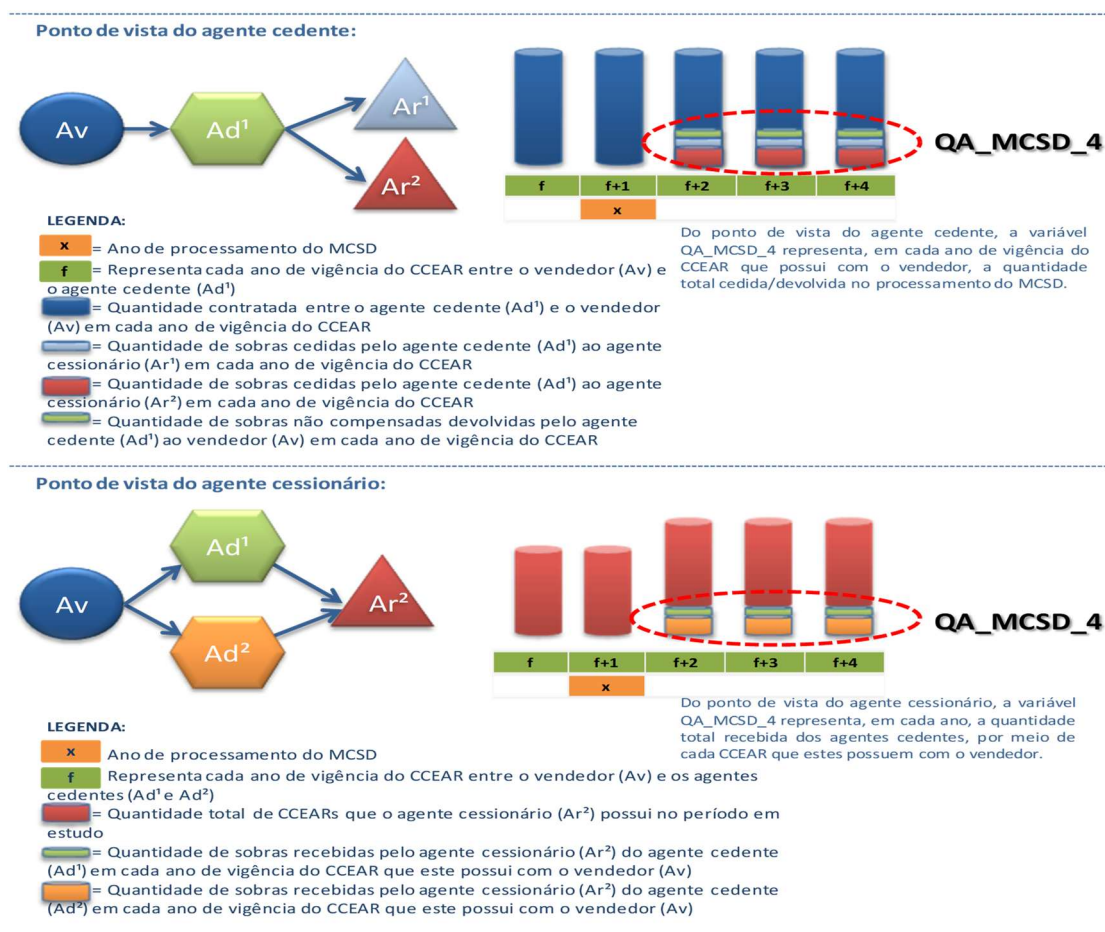 Ponto de vista do agente cedente:
Av
Ad¹
Ar¹
Ar²
QA_MCSD_4
f f+1 f+2 f+3 f+4
x
LEGENDA:
x = Ano de processamento do MCSD
f = Representa cada ano de vigência do CCEAR entre o vendedor (Av) e
o agente cedente (Ad¹)
= Quantidade contratada entre o agente cedente (Ad¹) e o vendedor
(Av) em cada ano de vigência do CCEAR
= Quantidade de sobras cedidas pelo agente cedente (Ad¹) ao agente
cessionário (Ar¹) em cada ano de vigência do CCEAR
= Quantidade de sobras cedidas pelo agente cedente (Ad¹) ao agente
cessionário (Ar²) em cada ano de vigência do CCEAR
= Quantidade de sobras não compensadas devolvidas pelo agente
cedente (Ad¹) ao vendedor (Av) em cada ano de vigência do CCEAR
Do ponto de vista do agente cedente, a variável
QA_MCSD_4 representa, em cada ano de vigência do
CCEAR que possui com o vendedor, a quantidade
total cedida/devolvida no processamento do MCSD.
Ponto de vista do agente cessionário:
Av
Ad¹
Ad²
Ar²
QA_MCSD_4
f f+1 f+2 f+3 f+4
x
LEGENDA:
x Ano de processamento do MCSD
f Representa cada ano de vigência do CCEAR entre o vendedor (Av) e os agentes
cedentes (Ad¹ e Ad²)
= Quantidade total de CCEARs que o agente cessionário (Ar²) possui no período em
estudo
= Quantidade de sobras recebidas pelo agente cessionário (Ar²) do agente cedente
(Ad¹) em cada ano de vigência do CCEAR que este possui com o vendedor (Av)
= Quantidade de sobras recebidas pelo agente cessionário (Ar²) do agente cedente
(Ad²) em cada ano de vigência do CCEAR que este possui com o vendedor (Av)
Do ponto de vista do agente cessionário, a variável
QA_MCSD_4 representa, em cada ano, a quantidade
total recebida dos agentes cedentes, por meio de
cada CCEAR que estes possuem com o vendedor.